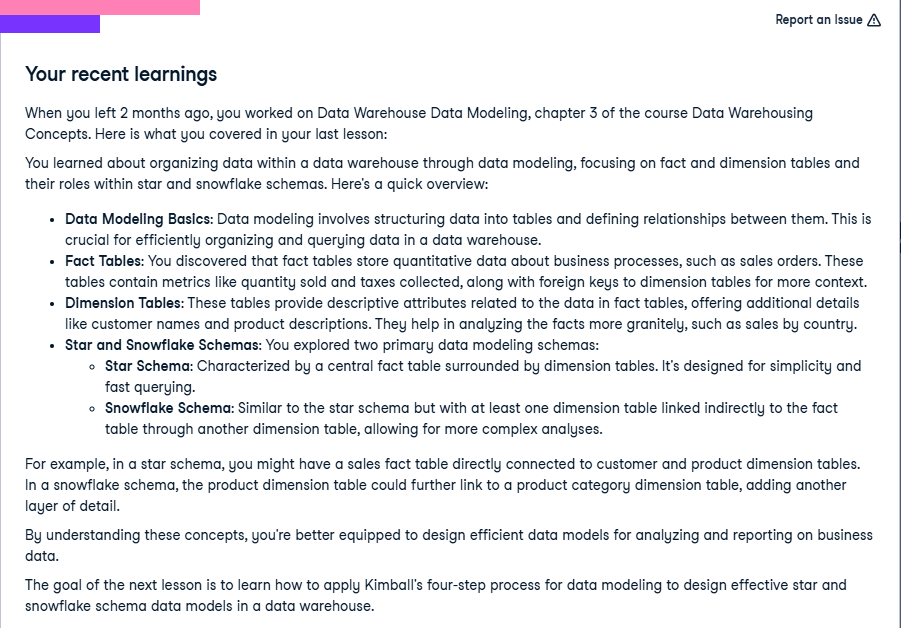 Report an Issue
Your recent learnings
When you left 2 months ago, you worked on Data Warehouse Data Modeling, chapter 3 of the course Data Warehousing
Concepts. Here is what you covered in your last lesson:
You learned about organizing data within a data warehouse through data modeling, focusing on fact and dimension tables and
their roles within star and snowflake schemas. Here's a quick overview:
• Data Modeling Basics: Data modeling involves structuring data into tables and defining relationships between them. This is
crucial for efficiently organizing and querying data in a data warehouse.
• Fact Tables: You discovered that fact tables store quantitative data about business processes, such as sales orders. These
tables contain metrics like quantity sold and taxes collected, along with foreign keys to dimension tables for more context.
• Dimension Tables: These tables provide descriptive attributes related to the data in fact tables, offering additional details
like customer names and product descriptions. They help in analyzing the facts more granitely, such as sales by country.
• Star and Snowflake Schemas: You explored two primary data modeling schemas:
◦ Star Schema: Characterized by a central fact table surrounded by dimension tables. It's designed for simplicity and
fast querying.
◦ Snowflake Schema: Similar to the star schema but with at least one dimension table linked indirectly to the fact
table through another dimension table, allowing for more complex analyses.
For example, in a star schema, you might have a sales fact table directly connected to customer and product dimension tables.
In a snowflake schema, the product dimension table could further link to a product category dimension table, adding another
layer of detail.
By understanding these concepts, you're better equipped to design efficient data models for analyzing and reporting on business
data.
The goal of the next lesson is to learn how to apply Kimball's four-step process for data modeling to design effective star and
snowflake schema data models in a data warehouse.